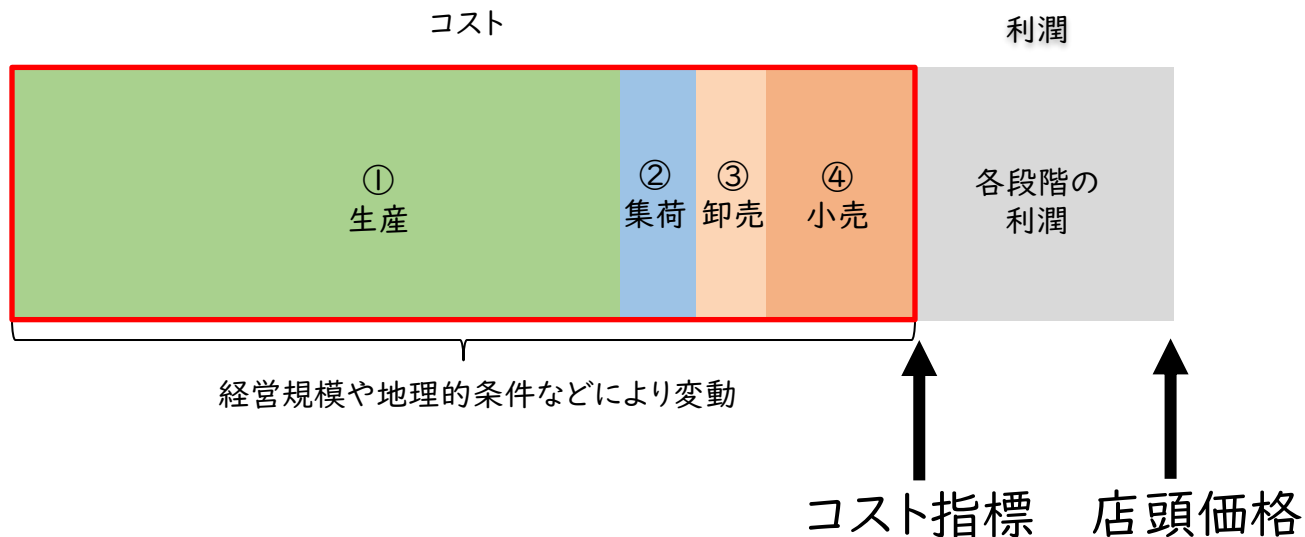 コスト
利潤
①
生産
②
集荷
③
卸売
④
小売
各段階の
利潤
経営規模や地理的条件などにより変動
コスト指標
店頭価格